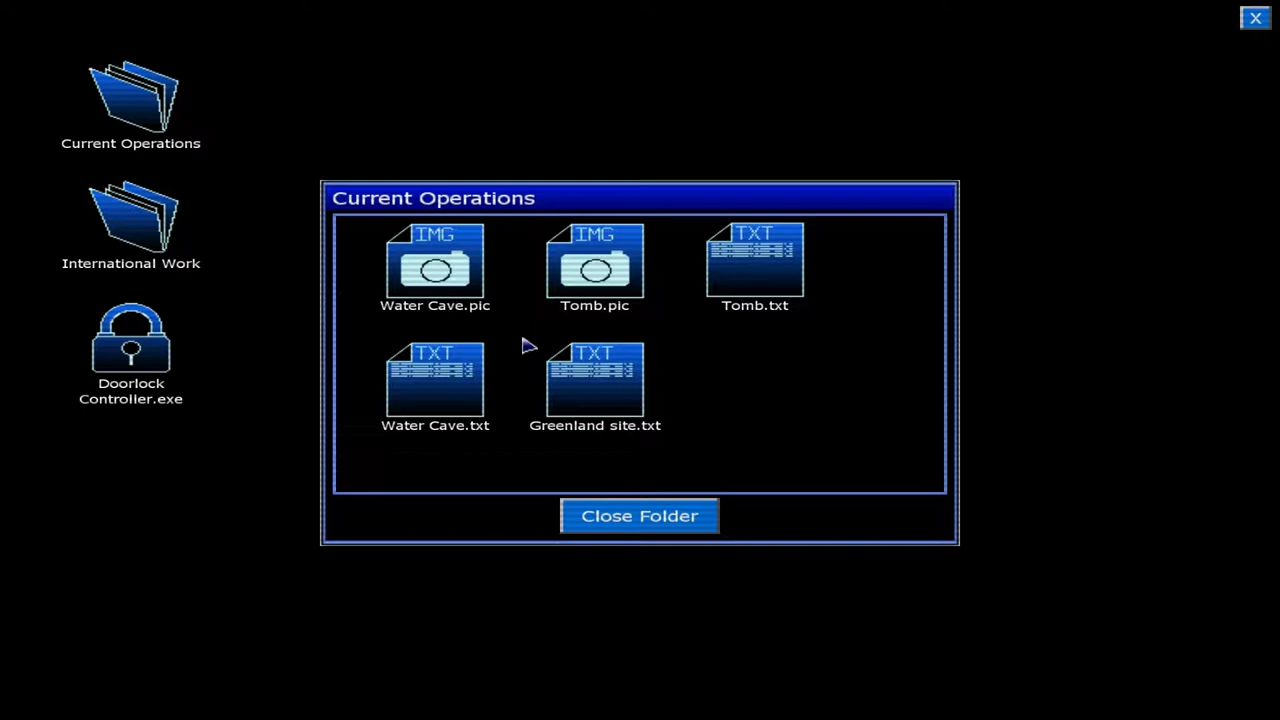 X
Current Operations
International Work
Doorlock
Controller.exe
Current Operations
IMG
Water Cave.pic
IMG
Tomb.pic
TXT
Tomb.txt
TXT
Water Cave.txt
TXT
Greenland site.txt
Close Folder